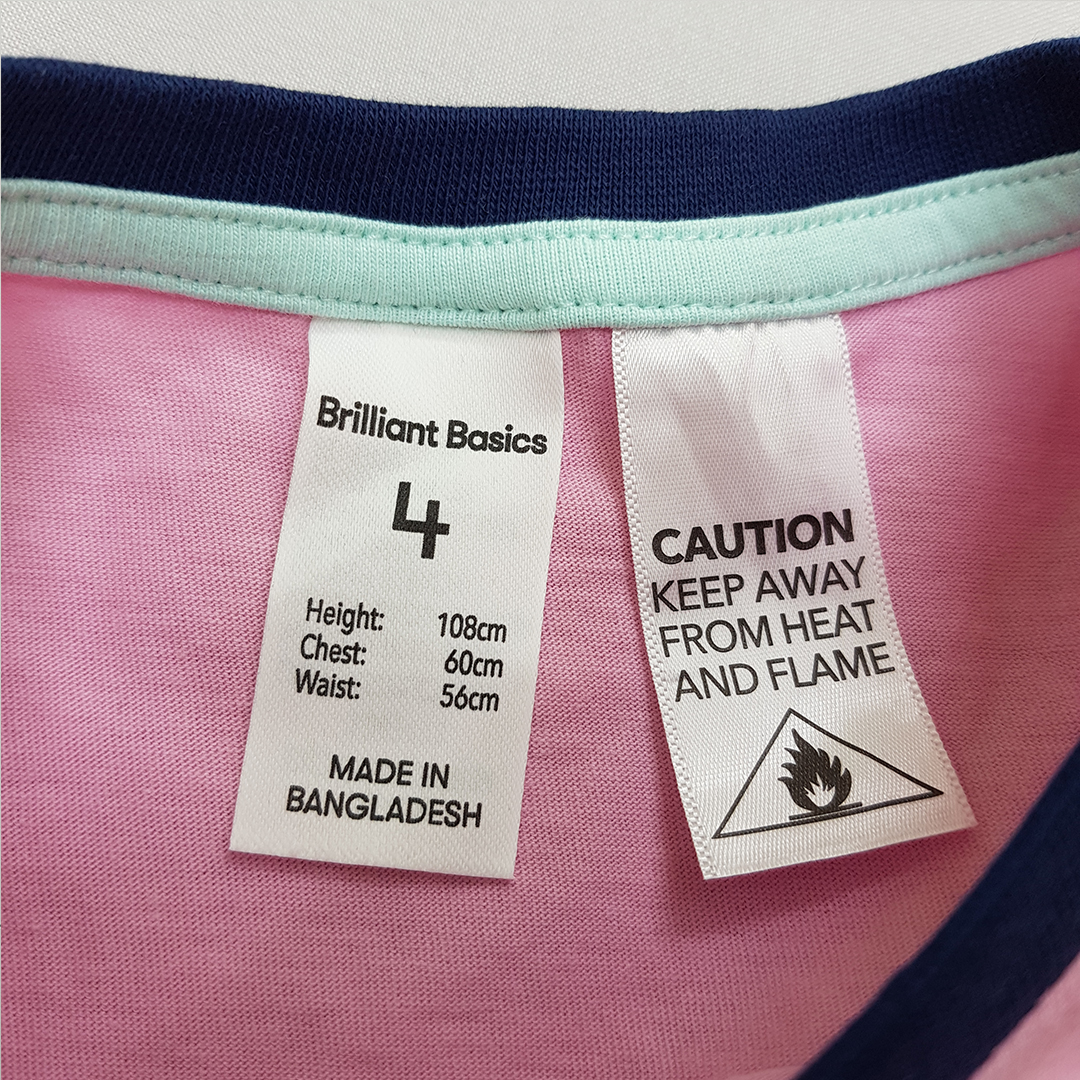 Brilliant Basics
4
Height: 108cm
Chest: 60cm
Waist: 56cm
MADE IN
BANGLADESH
CAUTION
KEEP AWAY
FROM HEAT
AND FLAME